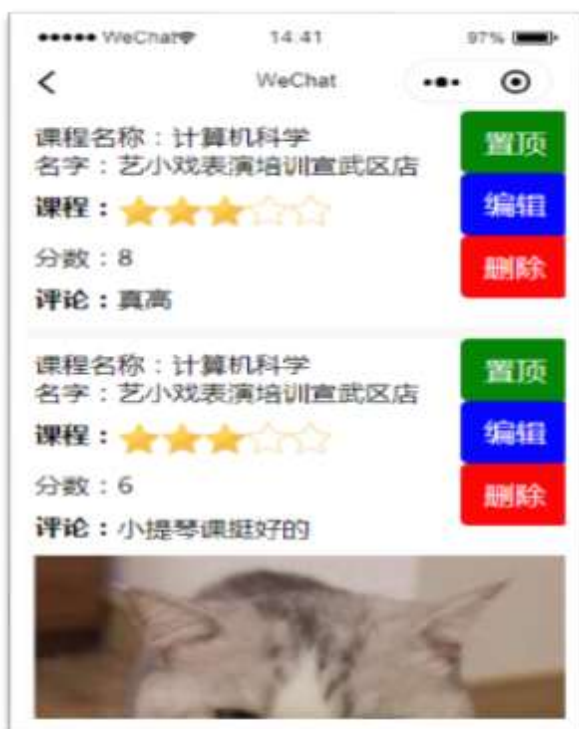 WeChat 14:41 97%
WeChat
课程名称：计算机科学
名字：艺小戏表演培训宣武区店
置顶
课程：
编辑
分数：8
删除
评论：真高
课程名称：计算机科学
名字：艺小戏表演培训宣武区店
置顶
课程：
编辑
分数：6
删除
评论：小提琴课挺好的